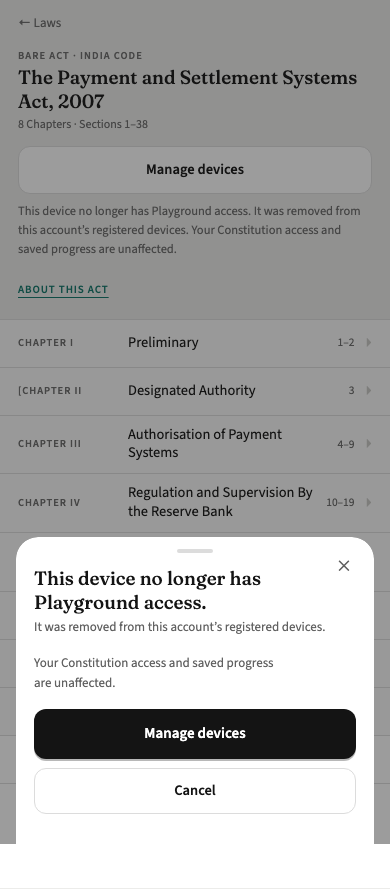 ← Laws
BARE ACT · INDIA CODE
The Payment and Settlement Systems
Act, 2007
8 Chapters · Sections 1–38
Manage devices
This device no longer has Playground access. It was removed from
this account’s registered devices. Your Constitution access and
saved progress are unaffected.
ABOUT THIS ACT
CHAPTER I Preliminary 1–2
[CHAPTER II Designated Authority 3
CHAPTER III Authorisation of Payment
Systems 4–9
CHAPTER IV Regulation and Supervision By
the Reserve Bank 10–19
This device no longer has
Playground access.
It was removed from this account’s registered devices.
Your Constitution access and saved progress
are unaffected.
Manage devices
Cancel